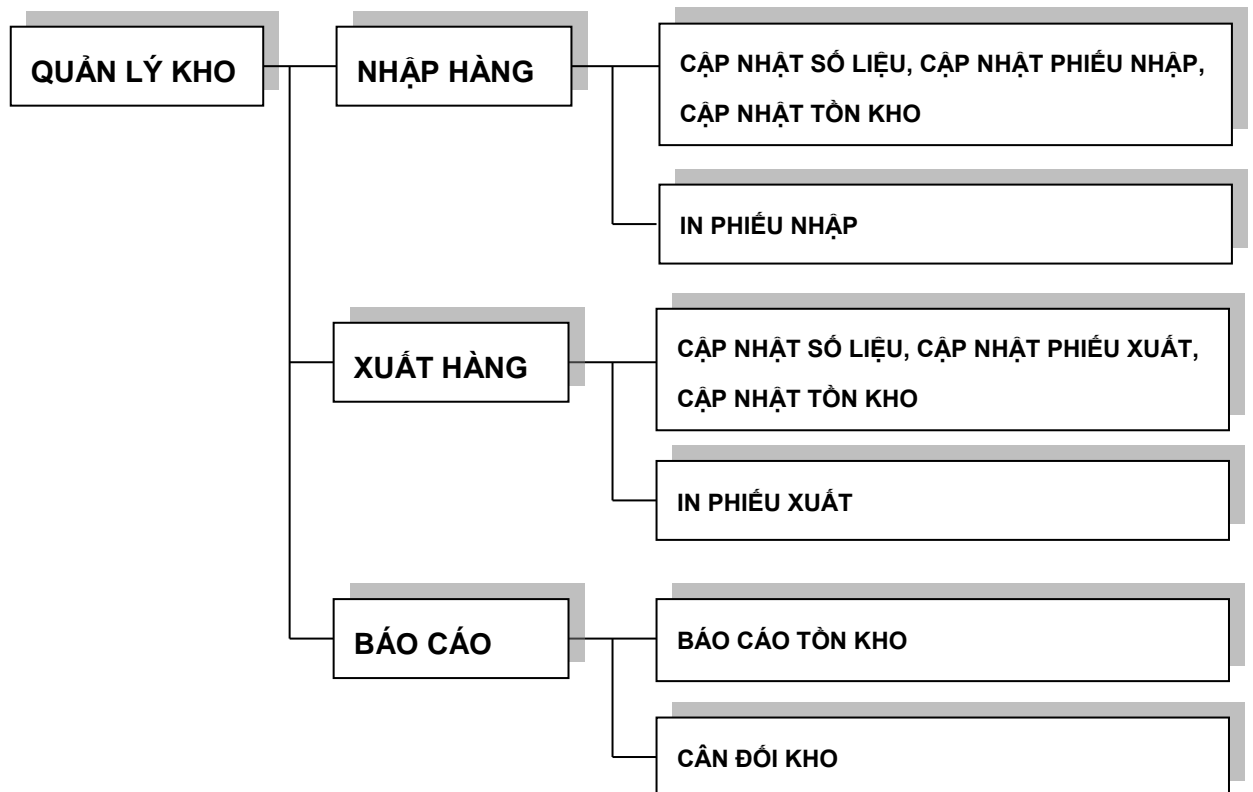 QUẢN LÝ KHO
NHẬP HÀNG
CẬP NHẬT SỐ LIỆU, CẬP NHẬT PHIẾU NHẬP,
CẬP NHẬT TỒN KHO
IN PHIẾU NHẬP
XUẤT HÀNG
CẬP NHẬT SỐ LIỆU, CẬP NHẬT PHIẾU XUẤT,
CẬP NHẬT TỒN KHO
IN PHIẾU XUẤT
BÁO CÁO
BÁO CÁO TỒN KHO
CÂN ĐỐI KHO